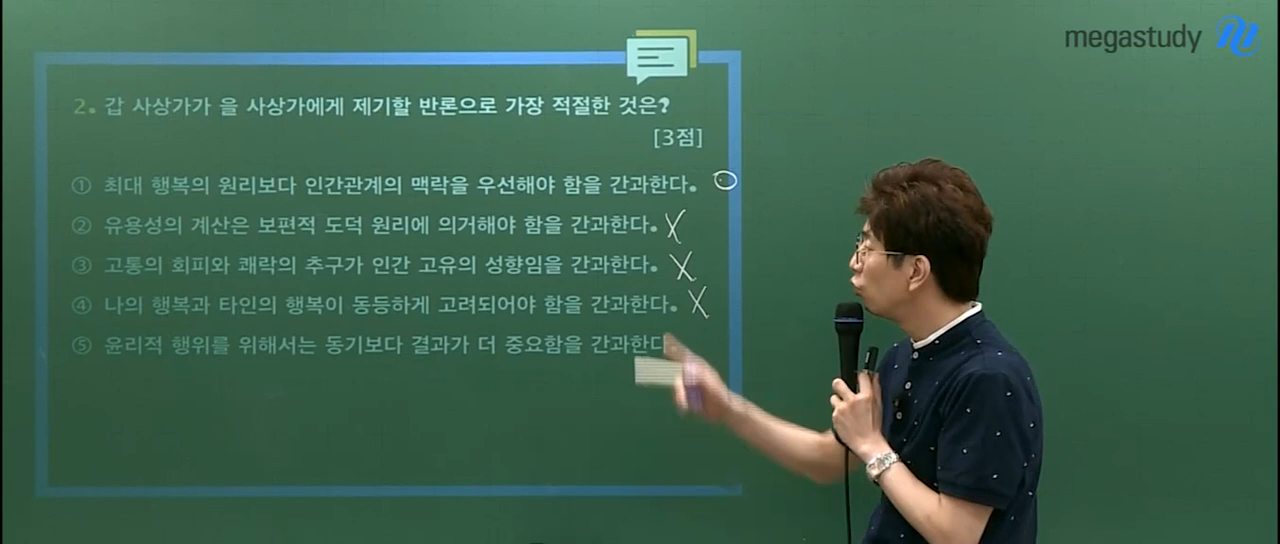 megastudy
2. 갑 사상가가 을 사상가에게 제기할 반론으로 가장 적절한 것은?
[3점]
① 최대 행복의 원리보다 인간관계의 맥락을 우선해야 함을 간과한다. O
② 유용성의 계산은 보편적 도덕 원리에 의거해야 함을 간과한다. X
③ 고통의 회피와 쾌락의 추구가 인간 고유의 성향임을 간과한다. X
④ 나의 행복과 타인의 행복이 동등하게 고려되어야 함을 간과한다. X
⑤ 윤리적 행위를 위해서는 동기보다 결과가 더 중요함을 간과한다